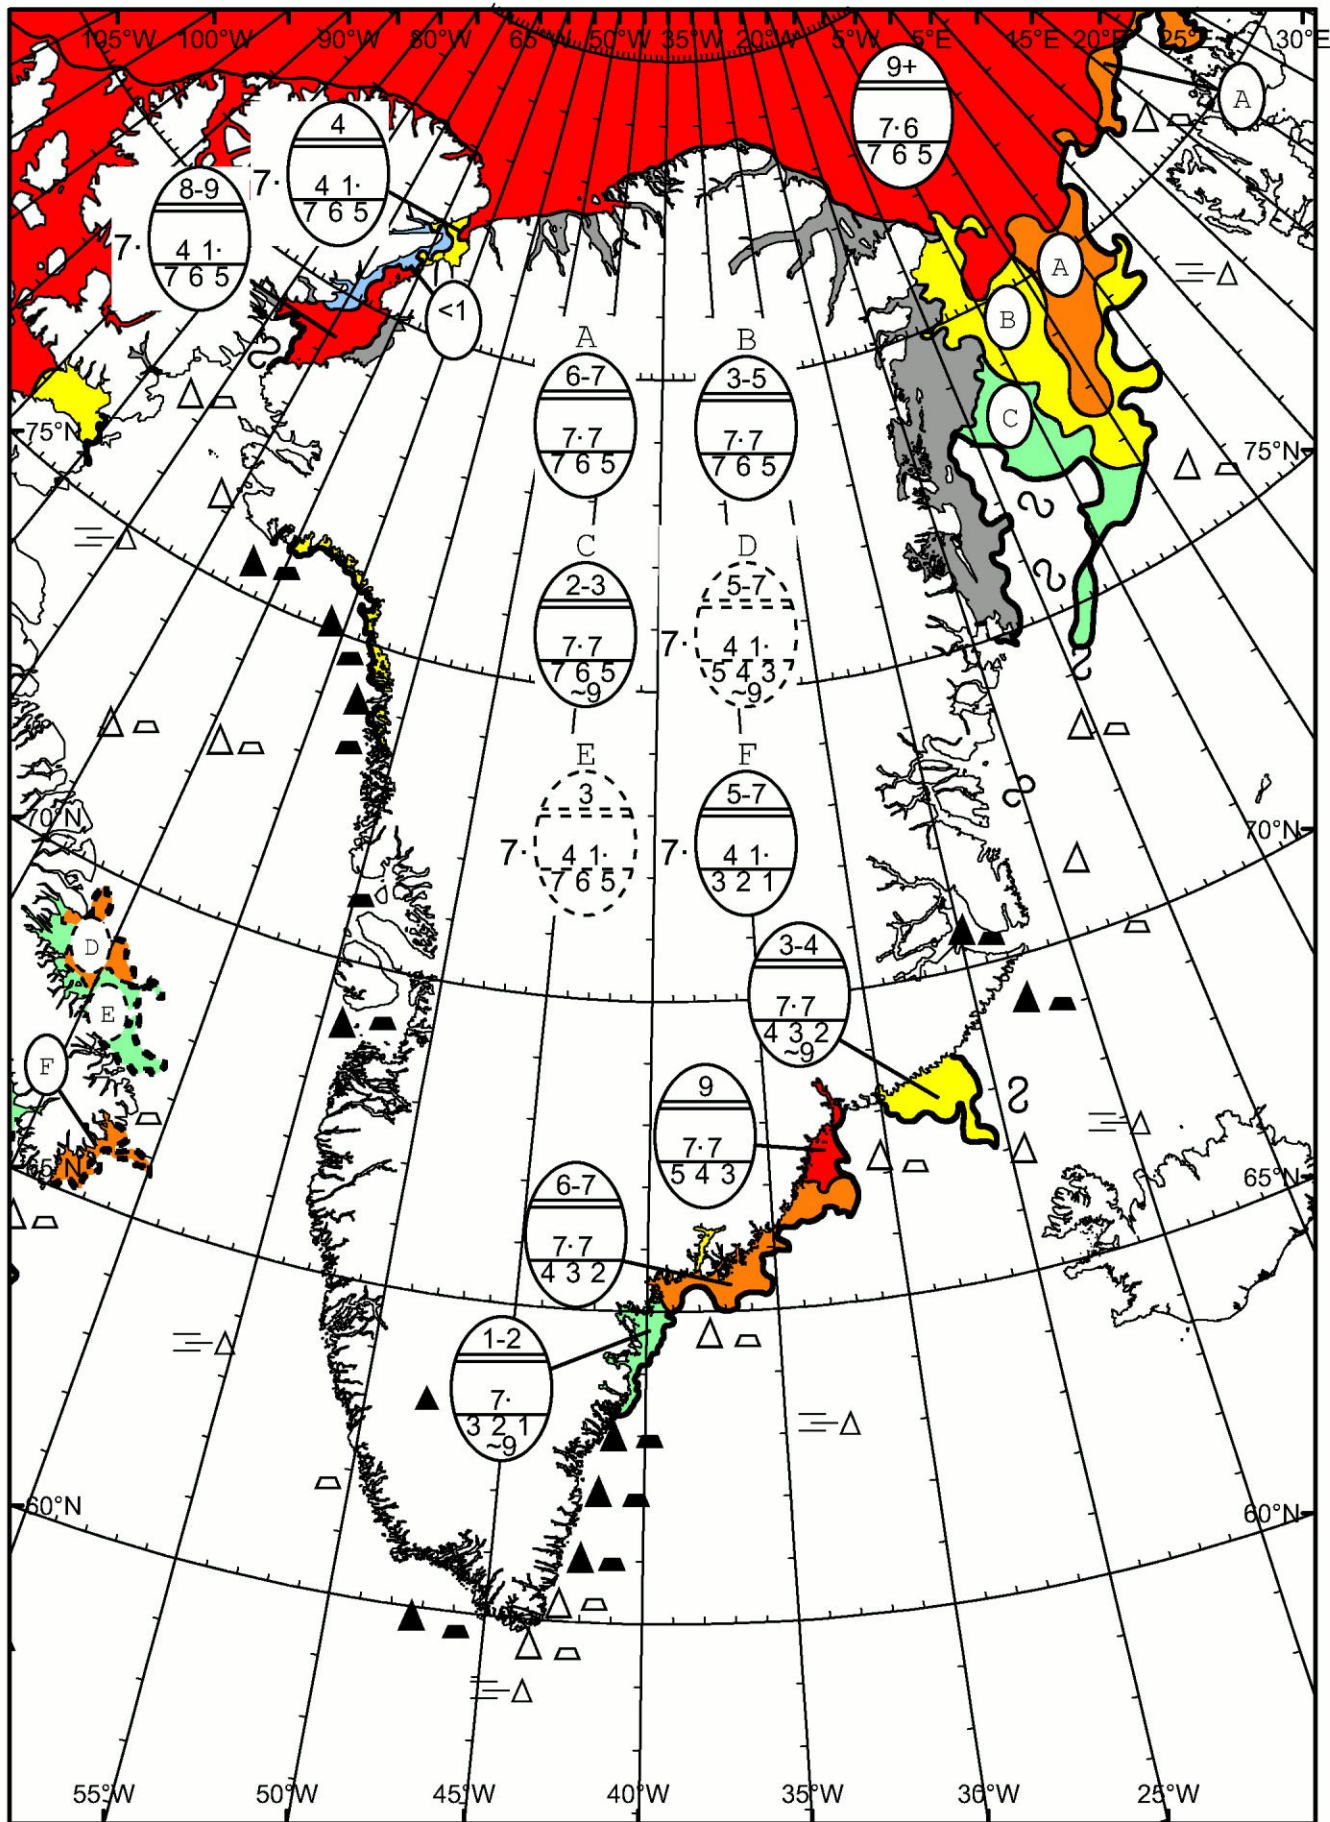 105°W 100°W 90°W 80°W 65°W 50°W 35°W 20°W 5°W 5°E 15°E 20°E 25°E 30°E
9+
7·6
7 6 5
A
4
7· 4 1·
7 6 5
8-9
7· 4 1·
7 6 5
<1
A
B
C
A
6-7
7·7
7 6 5
B
3-5
7·7
7 6 5
75°N
75°N
C
2-3
7·7
7 6 5
~9
D
5-7
7· 4 1·
5 4 3
~9
E
3
7· 4 1·
7 6 5
F
5-7
7· 4 1·
3 2 1
70°N
70°N
D
E
F
3-4
7·7
4 3 2
~9
9
7·7
5 4 3
65°N
65°N
6-7
7·7
4 3 2
1-2
7·
3 2 1
~9
60°N
60°N
55°W 50°W 45°W 40°W 35°W 30°W 25°W